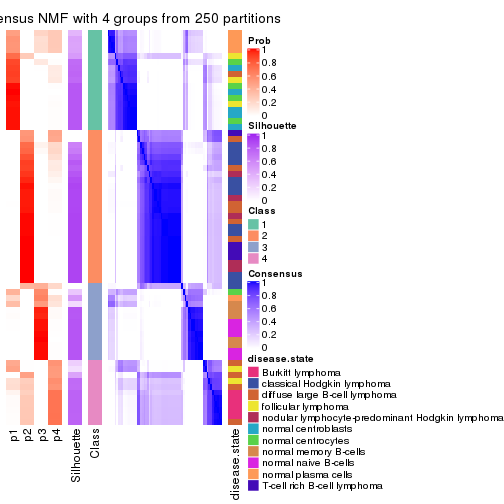 ensus NMF with 4 groups from 250 partitions
Prob
1
0.8
0.6
0.4
0.2
0
Silhouette
1
0.8
0.6
0.4
0.2
0
Class
1
2
3
4
Consensus
1
0.8
0.6
0.4
0.2
0
disease.state
Burkitt lymphoma
classical Hodgkin lymphoma
diffuse large B-cell lymphoma
follicular lymphoma
nodular lymphocyte-predominant Hodgkin lymphoma
normal centroblasts
normal centrocytes
normal memory B-cells
normal naive B-cells
normal plasma cells
T-cell rich B-cell lymphoma
p1
p2
p3
p4
Silhouette
Class
disease.state